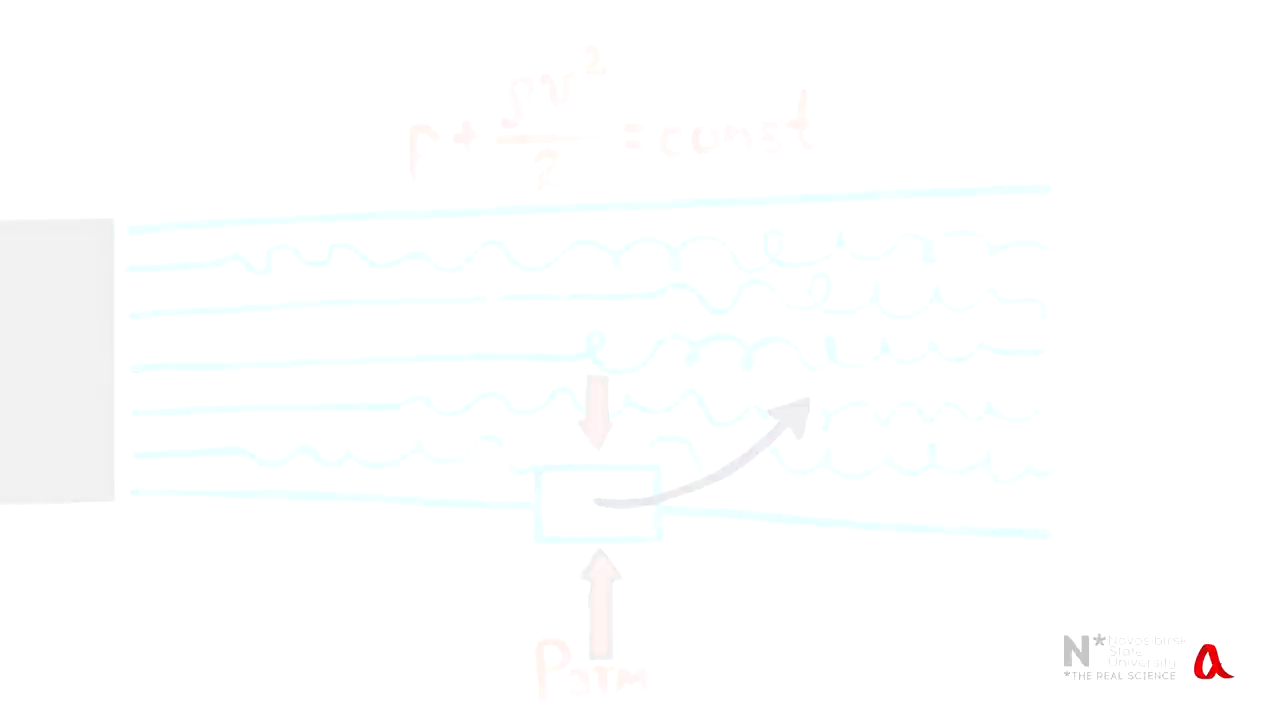 p + ρv²/2 = const
Pатм
N* Novosibirsk
State
University
*THE REAL SCIENCE
a